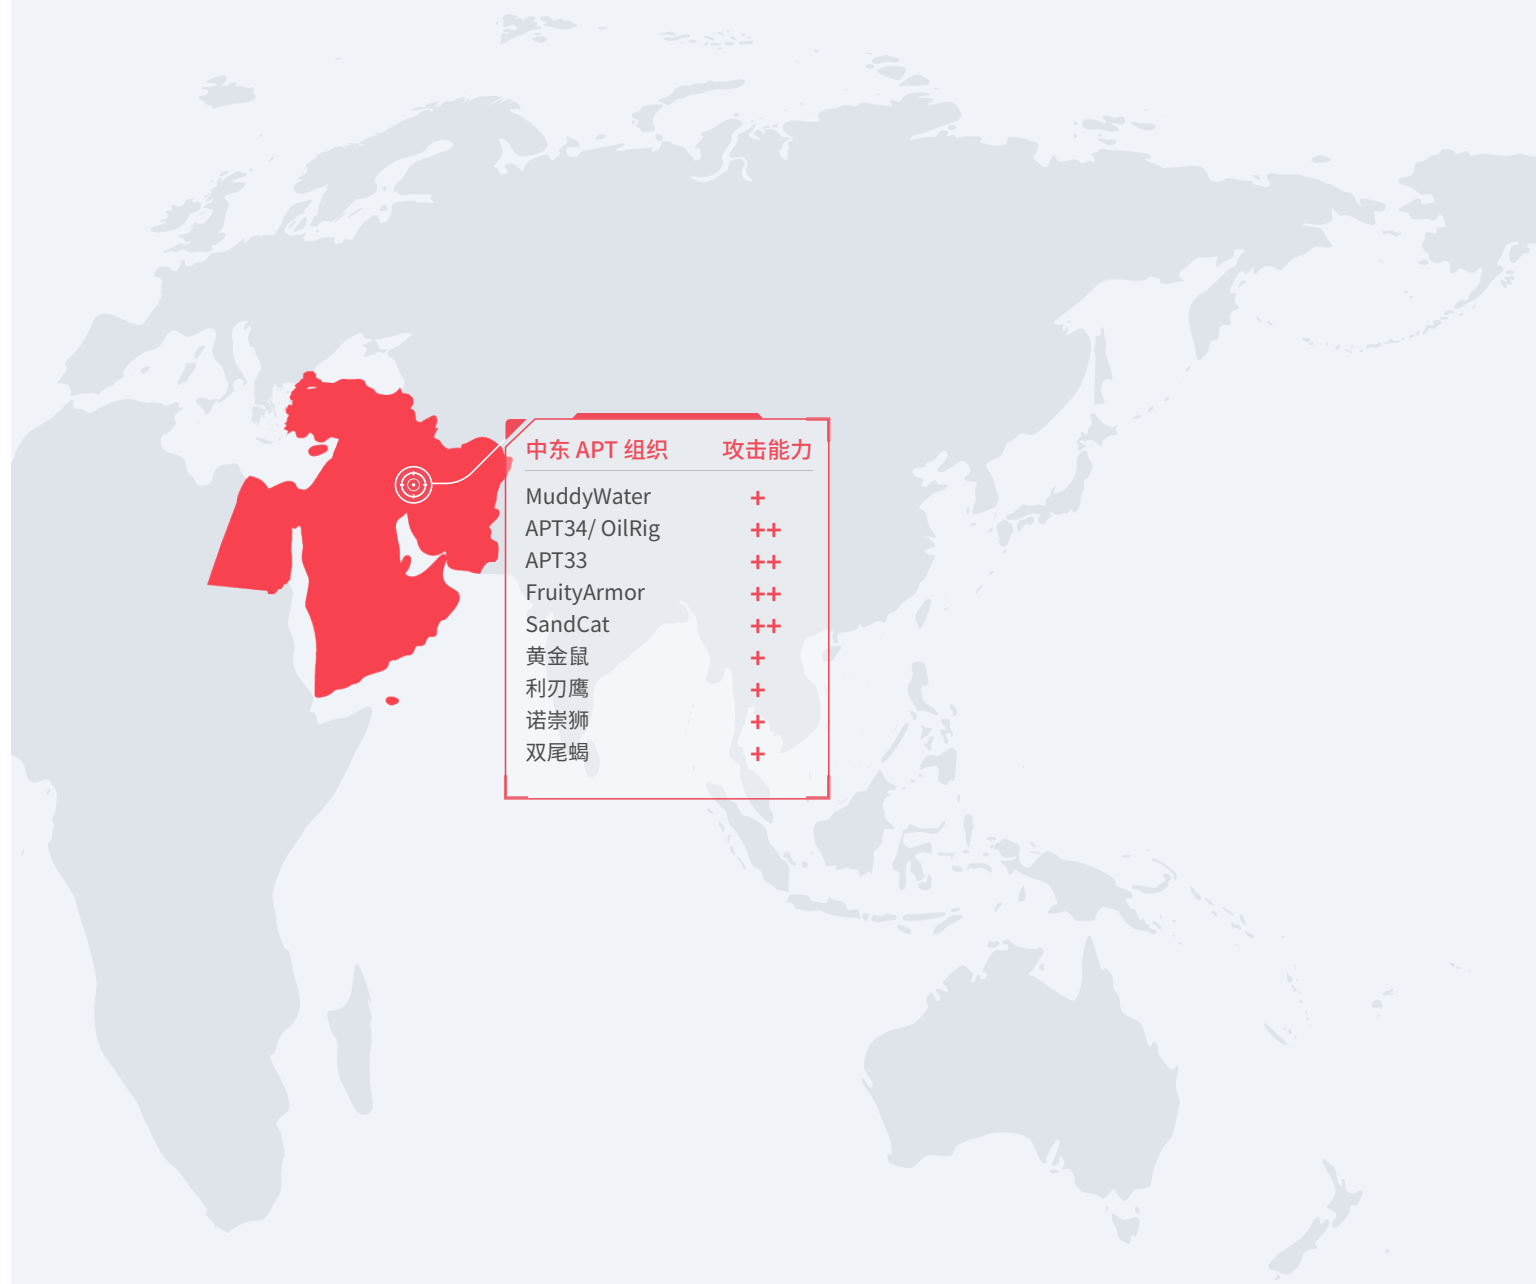 中东 APT 组织 攻击能力
MuddyWater +
APT34/ OilRig ++
APT33 ++
FruityArmor ++
SandCat ++
黄金鼠 +
利刃鹰 +
诺崇狮 +
双尾蝎 +